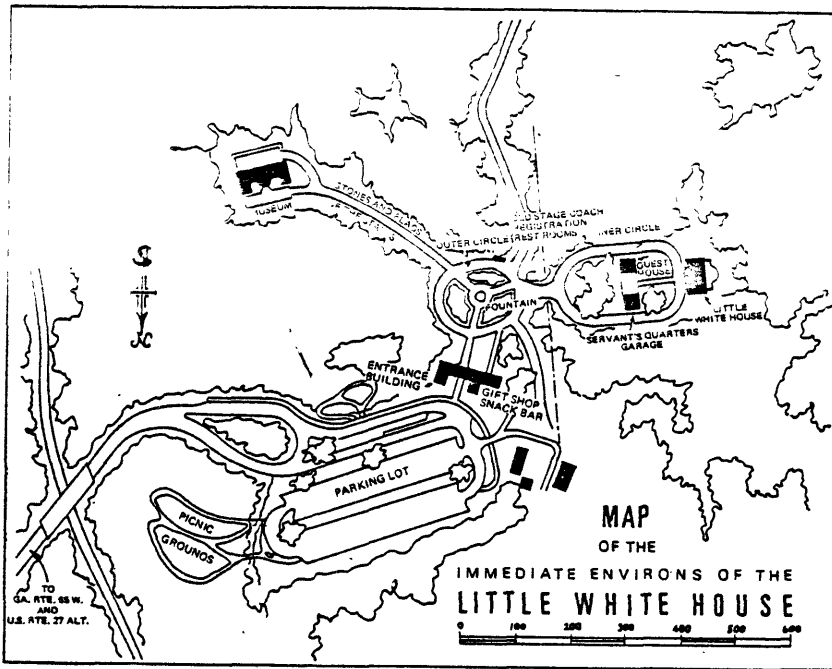 S
N
MUSEUM
STONES AND FLAGS
OUTER CIRCLE
OLD STAGE COACH
REGISTRATION
REST ROOMS
INNER CIRCLE
FOUNTAIN
GUEST
HOUSE
LITTLE
WHITE HOUSE
SERVANT'S QUARTERS
GARAGE
ENTRANCE
BUILDING
GIFT SHOP
SNACK BAR
PARKING LOT
PICNIC
GROUNDS
TO
GA. RTE. 85 W.
AND
U.S. RTE. 27 ALT.
MAP
OF THE
IMMEDIATE ENVIRONS OF THE
LITTLE WHITE HOUSE
0 100 200 300 400 500 600